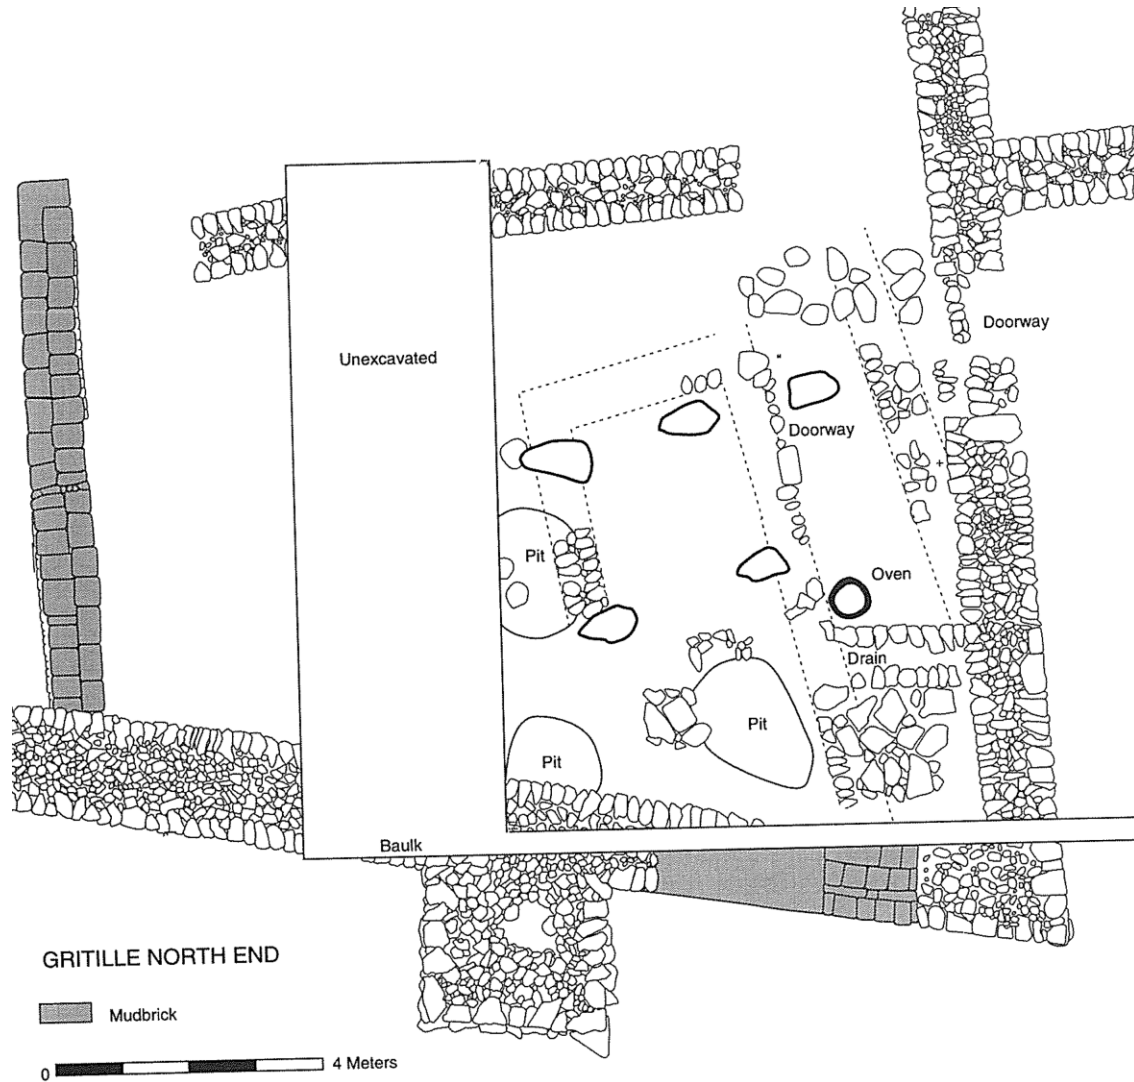 Doorway
Unexcavated
Doorway
Pit
Oven
Drain
Pit
Pit
Baulk
GRITILLE NORTH END
Mudbrick
0
4 Meters